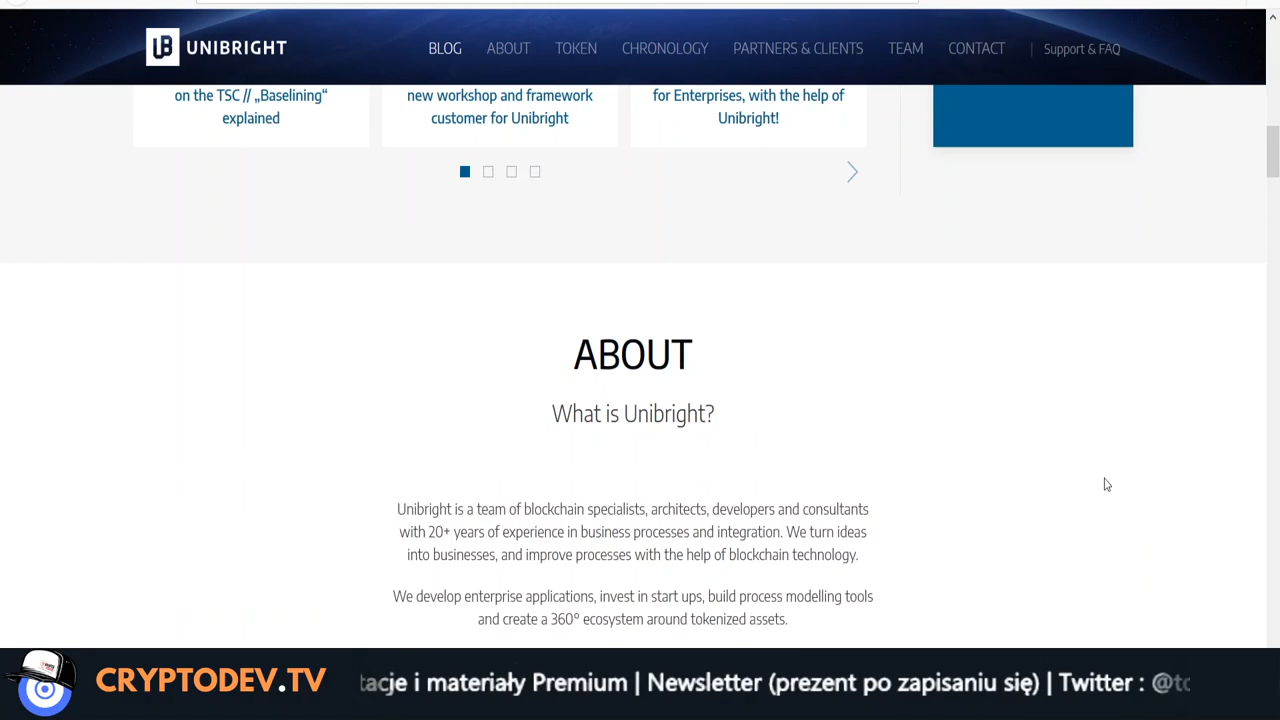 UNIBRIGHT
BLOG ABOUT TOKEN CHRONOLOGY PARTNERS & CLIENTS TEAM CONTACT | Support & FAQ
on the TSC // „Baselining“
explained
new workshop and framework
customer for Unibright
for Enterprises, with the help of
Unibright!
ABOUT
What is Unibright?
Unibright is a team of blockchain specialists, architects, developers and consultants
with 20+ years of experience in business processes and integration. We turn ideas
into businesses, and improve processes with the help of blockchain technology.
We develop enterprise applications, invest in start ups, build process modelling tools
and create a 360° ecosystem around tokenized assets.
CRYPTODEV.TV
tacje i materiały Premium | Newsletter (prezent po zapisaniu się) | Twitter :